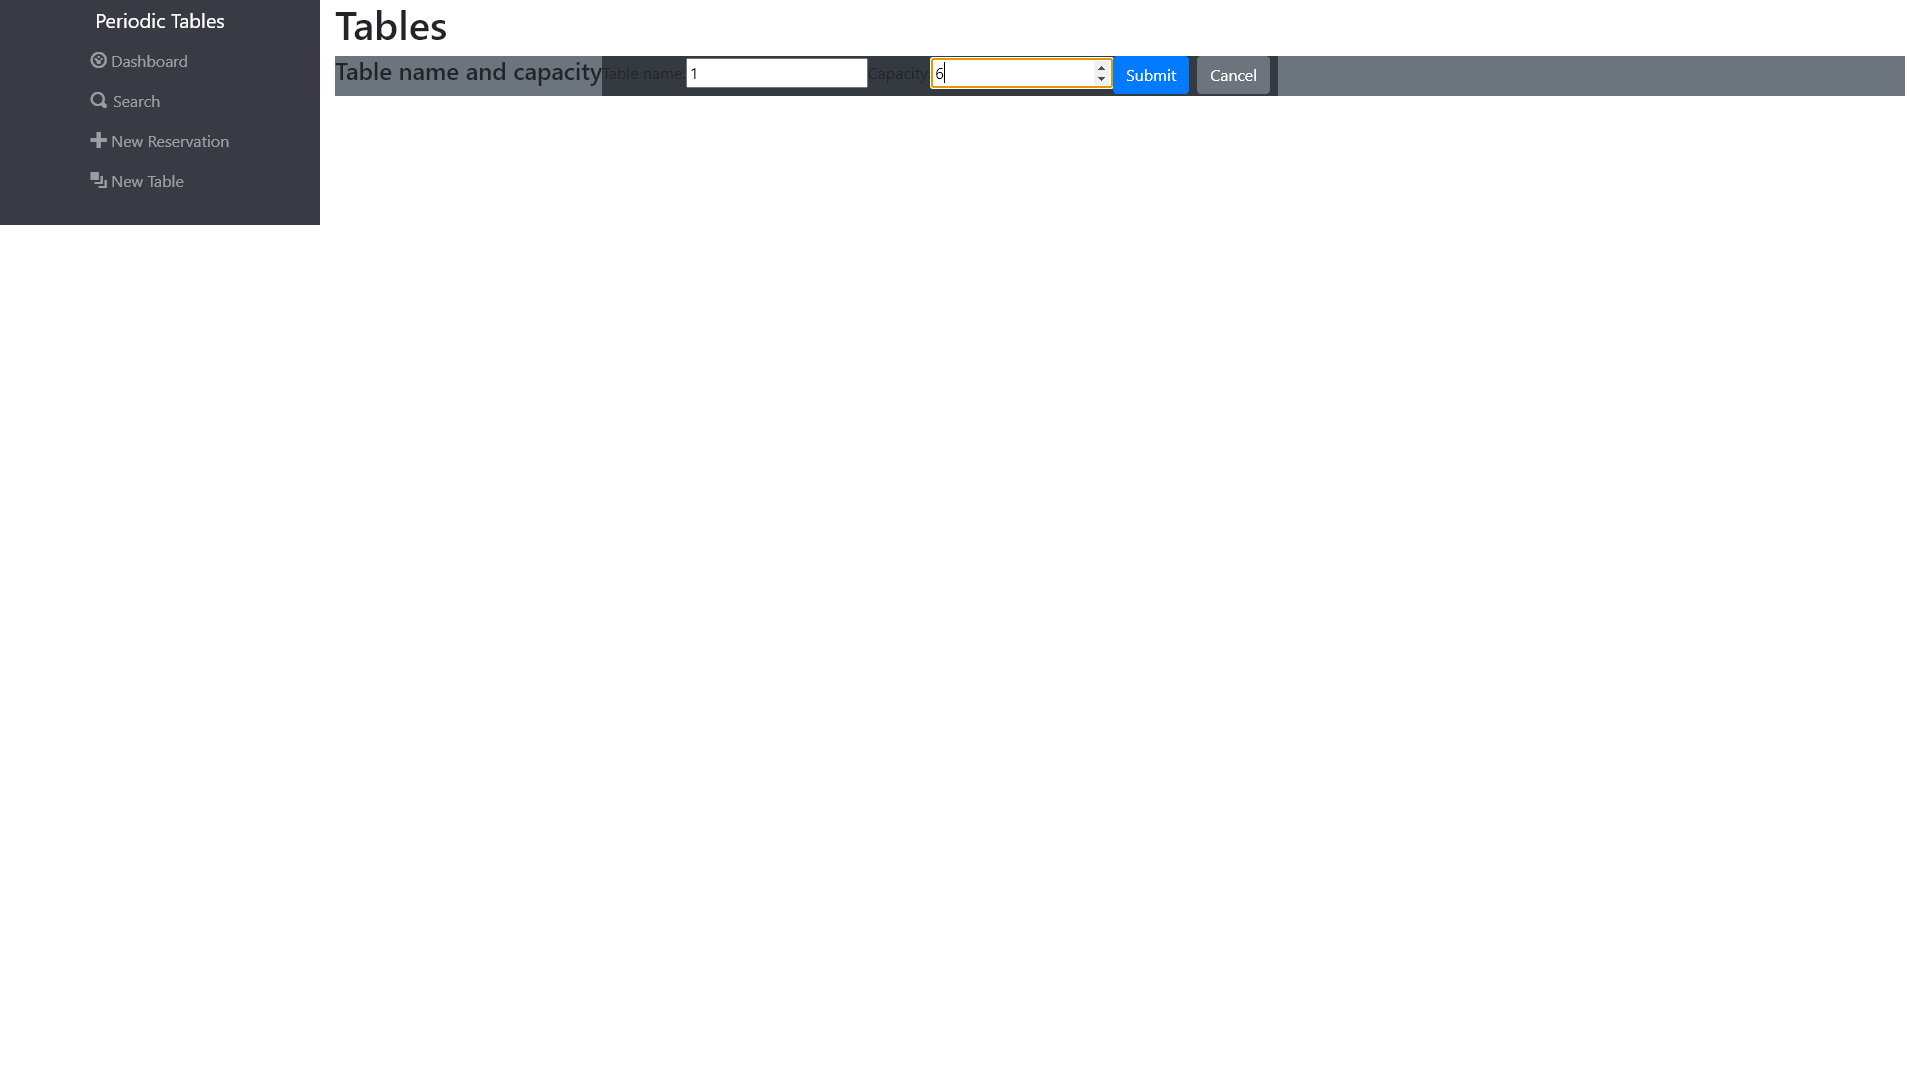 Periodic Tables
Dashboard
Search
New Reservation
New Table
Tables
Table name and capacity Table name: 1 Capacity: 6 Submit Cancel